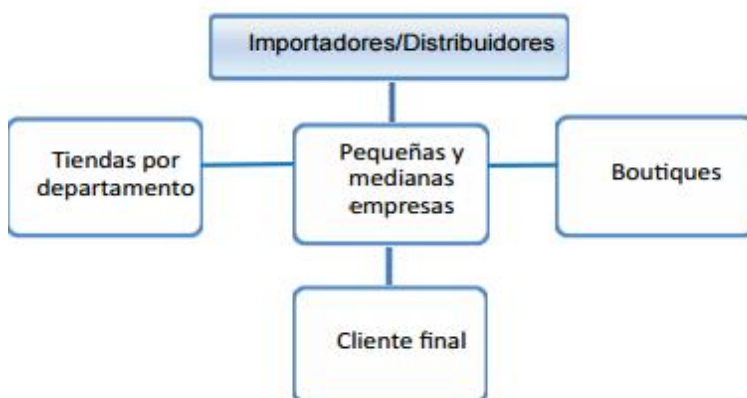 Importadores/Distribuidores
Tiendas por
departamento
Pequeñas y
medianas
empresas
Boutiques
Cliente final